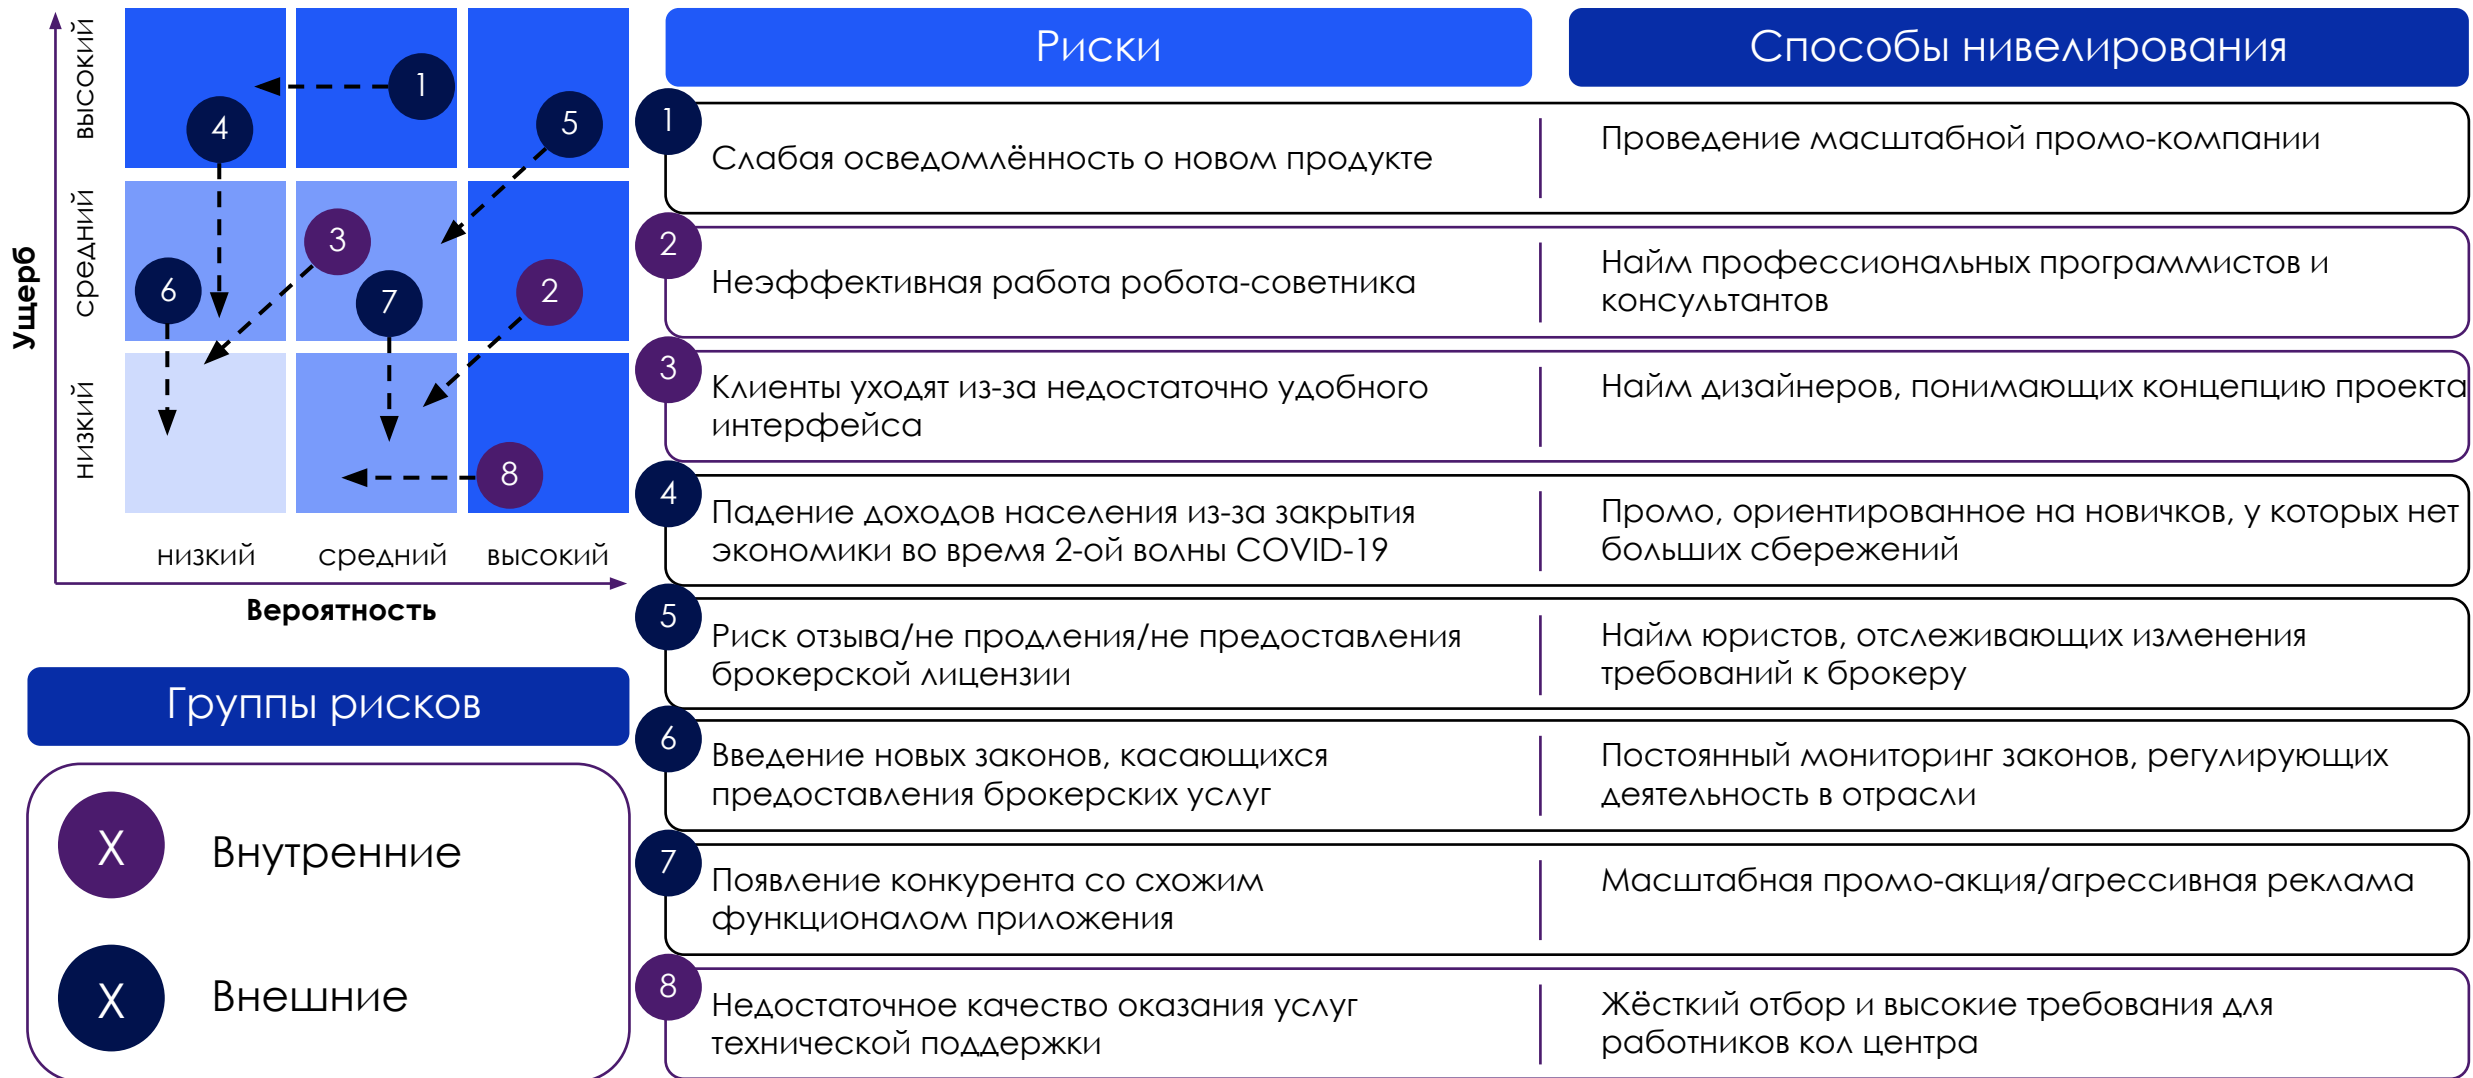 Ущерб
высокий
средний
низкий
1
4
5
3
6
7
2
8
низкий
средний
высокий
Вероятность
Группы рисков
X
Внутренние
X
Внешние
Риски
Способы нивелирования
1
Слабая осведомлённость о новом продукте
Проведение масштабной промо-компании
2
Неэффективная работа робота-советника
Найм профессиональных программистов и
консультантов
3
Клиенты уходят из-за недостаточно удобного
интерфейса
Найм дизайнеров, понимающих концепцию проекта
4
Падение доходов населения из-за закрытия
экономики во время 2-ой волны COVID-19
Промо, ориентированное на новичков, у которых нет
больших сбережений
5
Риск отзыва/не продления/не предоставления
брокерской лицензии
Найм юристов, отслеживающих изменения
требований к брокеру
6
Введение новых законов, касающихся
предоставления брокерских услуг
Постоянный мониторинг законов, регулирующих
деятельность в отрасли
7
Появление конкурента со схожим
функционалом приложения
Масштабная промо-акция/агрессивная реклама
8
Недостаточное качество оказания услуг
технической поддержки
Жёсткий отбор и высокие требования для
работников кол центра